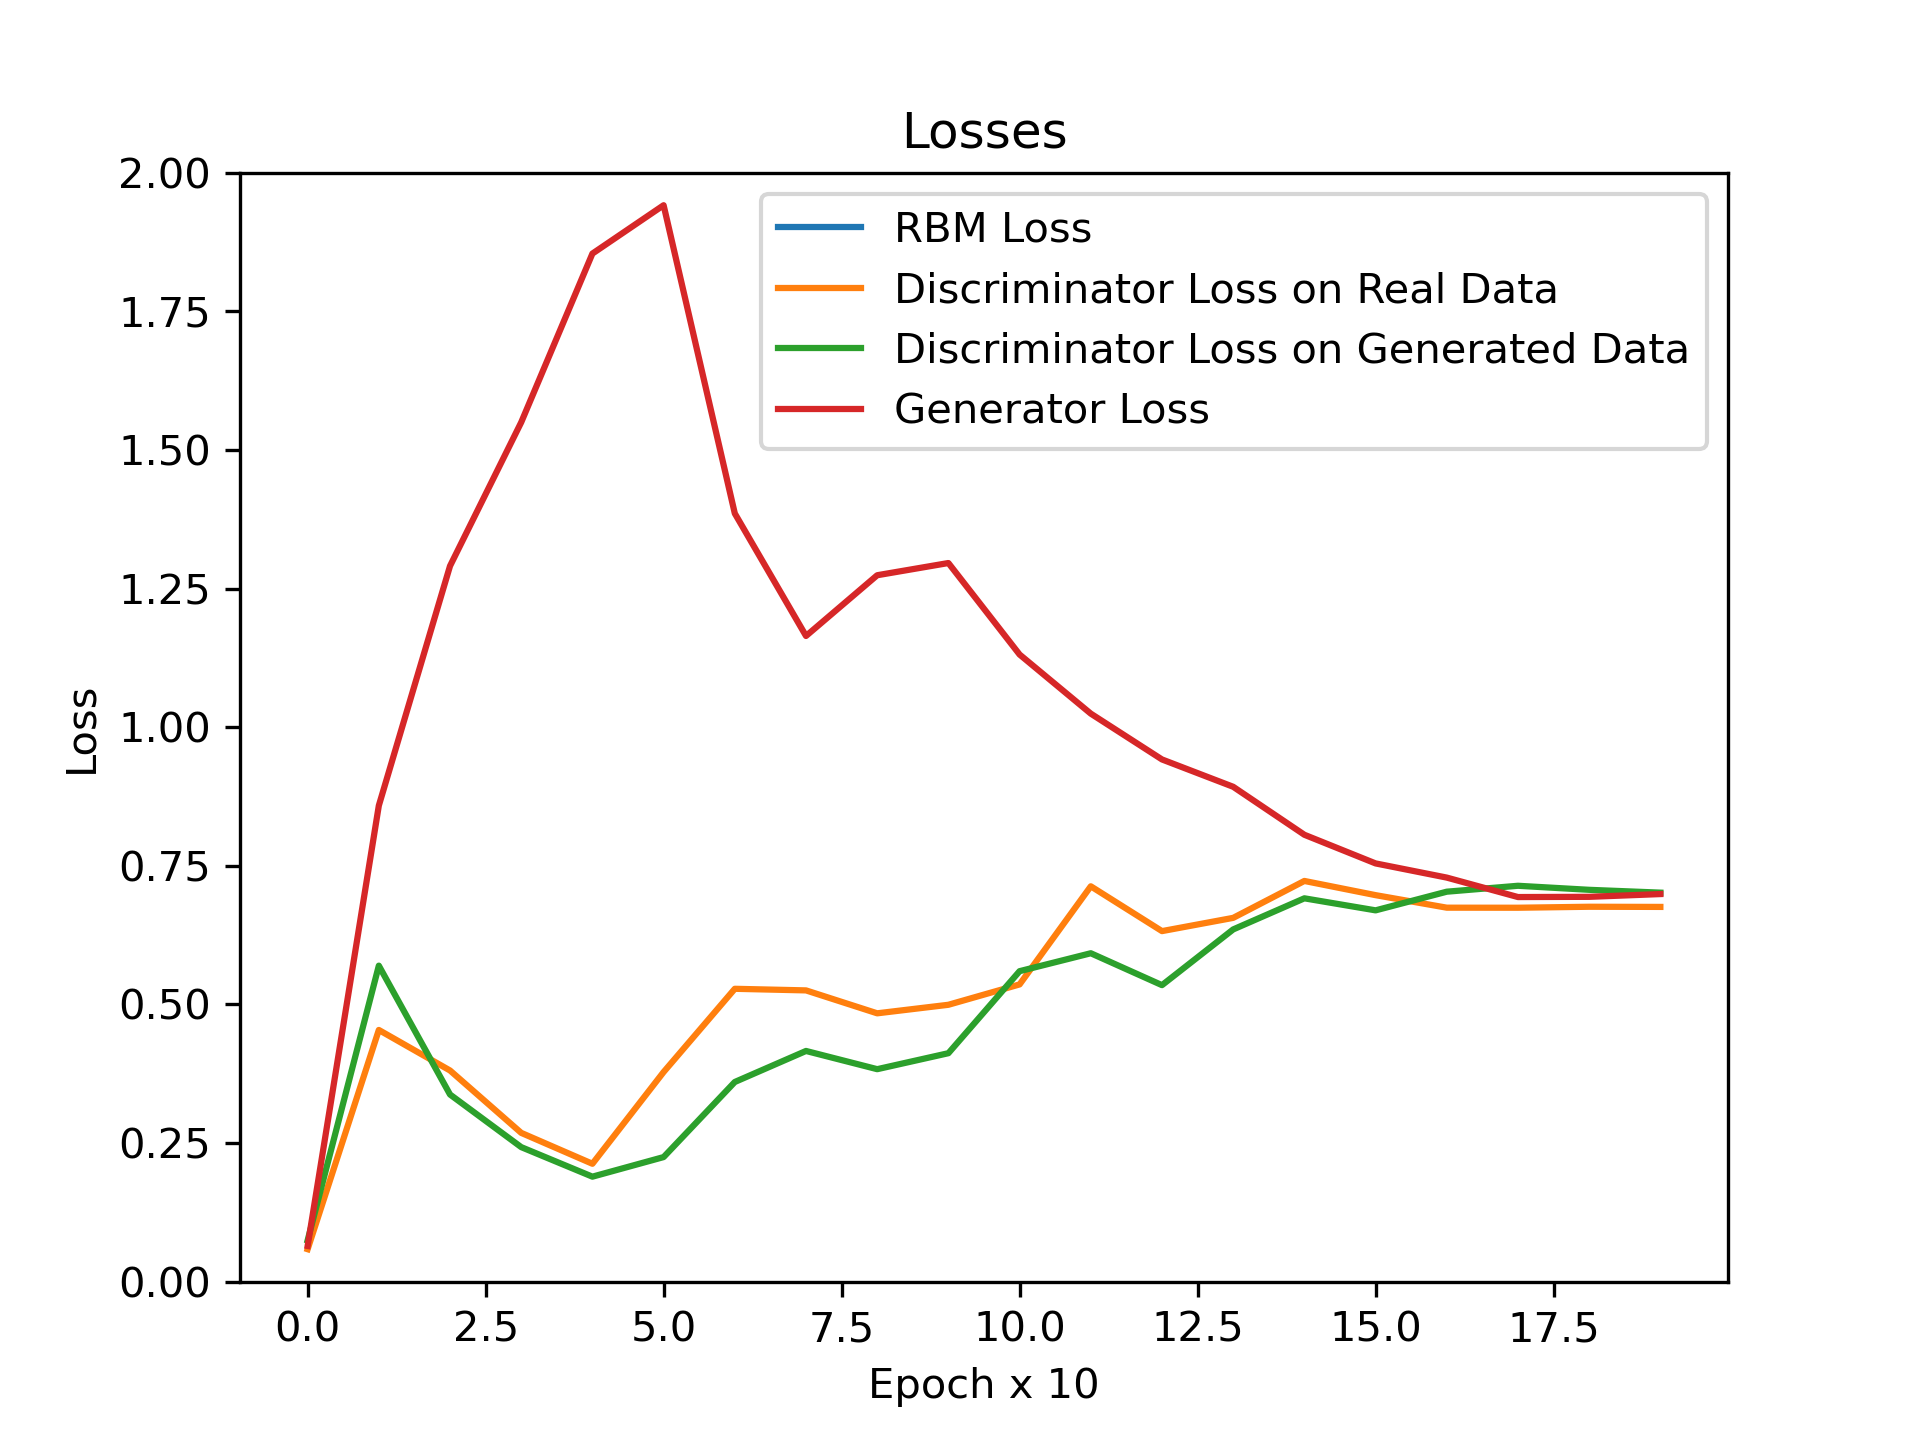 Losses
2.00
1.75
1.50
1.25
1.00
0.75
0.50
0.25
0.00
Loss
RBM Loss
Discriminator Loss on Real Data
Discriminator Loss on Generated Data
Generator Loss
0.0 2.5 5.0 7.5 10.0 12.5 15.0 17.5
Epoch x 10